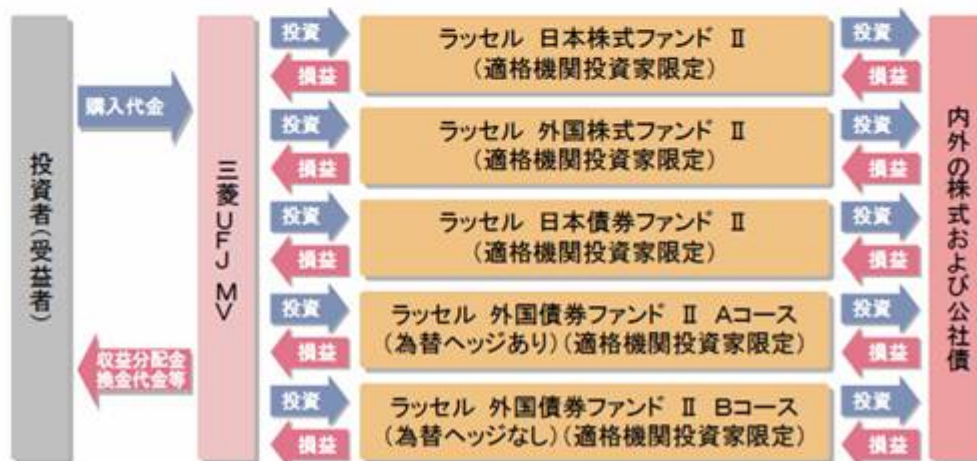 投資者(受益者)
購入代金
収益分配金
換金代金等
三菱UFJ MV
投資
損益
ラッセル 日本株式ファンド Ⅱ
(適格機関投資家限定)
投資
損益
投資
損益
ラッセル 外国株式ファンド Ⅱ
(適格機関投資家限定)
投資
損益
投資
損益
ラッセル 日本債券ファンド Ⅱ
(適格機関投資家限定)
投資
損益
投資
損益
ラッセル 外国債券ファンド Ⅱ Aコース
(為替ヘッジあり)(適格機関投資家限定)
投資
損益
投資
損益
ラッセル 外国債券ファンド Ⅱ Bコース
(為替ヘッジなし)(適格機関投資家限定)
投資
損益
内外の株式および公社債